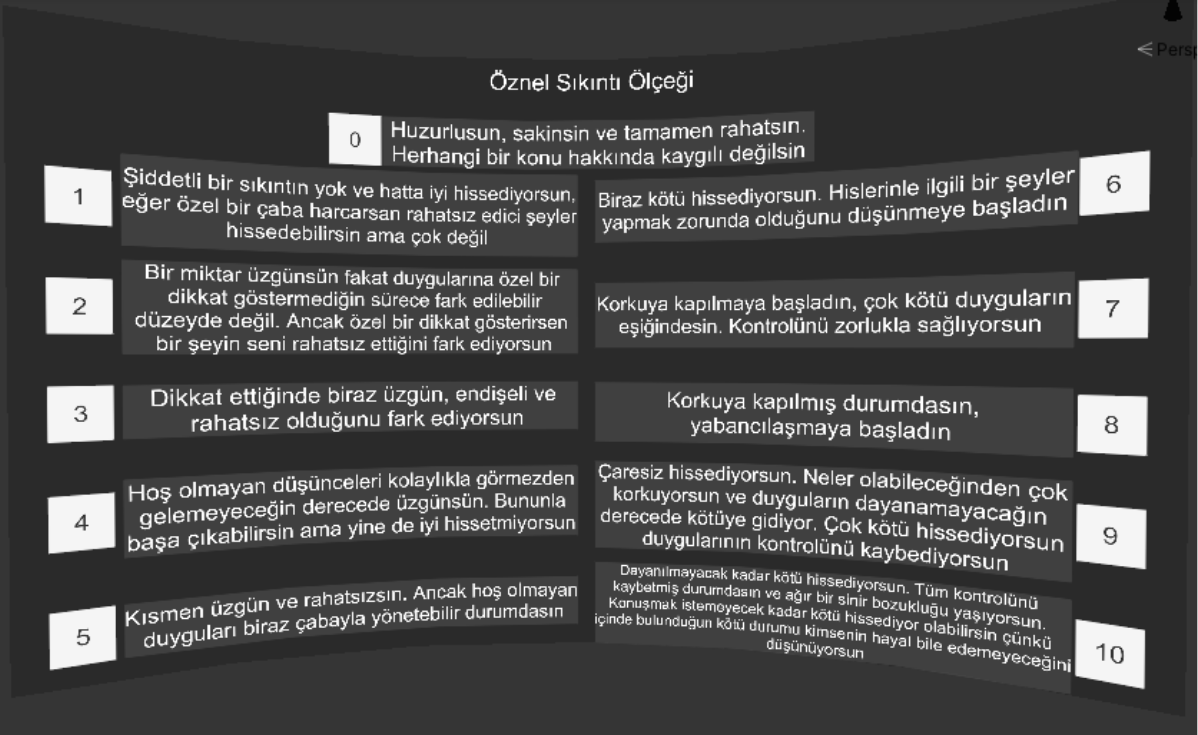 Persp
Öznel Sıkıntı Ölçeği
0
Huzurlusun, sakinsin ve tamamen rahatsın.
Herhangi bir konu hakkında kaygılı değilsin
1
Şiddetli bir sıkıntın yok ve hatta iyi hissediyorsun,
eğer özel bir çaba harcarsan rahatsız edici şeyler
hissedebilirsin ama çok değil
2
Bir miktar üzgünsün fakat duygularına özel bir
dikkat göstermediğin sürece fark edilebilir
düzeyde değil. Ancak özel bir dikkat gösterirsen
bir şeyin seni rahatsız ettiğini fark ediyorsun
3
Dikkat ettiğinde biraz üzgün, endişeli ve
rahatsız olduğunu fark ediyorsun
4
Hoş olmayan düşünceleri kolaylıkla görmezden
gelemeyeceğin derecede üzgünsün. Bununla
başa çıkabilirsin ama yine de iyi hissetmiyorsun
5
Kısmen üzgün ve rahatsızsın. Ancak hoş olmayan
duyguları biraz çabayla yönetebilir durumdasın
6
Biraz kötü hissediyorsun. Hislerinle ilgili bir şeyler
yapmak zorunda olduğunu düşünmeye başladın
7
Korkuya kapılmaya başladın, çok kötü duyguların
eşiğindesin. Kontrolünü zorlukla sağlıyorsun
8
Korkuya kapılmış durumdasın,
yabancılaşmaya başladın
9
Çaresiz hissediyorsun. Neler olabileceğinden çok
korkuyorsun ve duyguların dayanamayacağın
derecede kötüye gidiyor. Çok kötü hissediyorsun
duygularının kontrolünü kaybediyorsun
10
Dayanılmayacak kadar kötü hissediyorsun. Tüm kontrolünü
kaybetmiş durumdasın ve ağır bir sinir bozukluğu yaşıyorsun.
Konuşmak istemeyecek kadar kötü hissediyor olabilirsin çünkü
içinde bulunduğun kötü durumu kimsenin hayal bile edemeyeceğini
düşünüyorsun